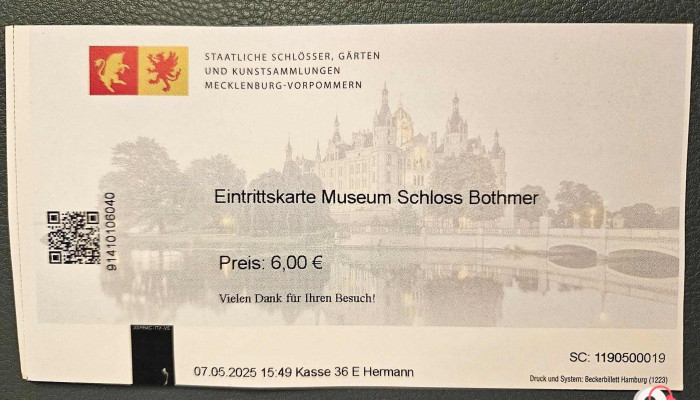 STAATLICHE SCHLÖSSER, GÄRTEN
UND KUNSTSAMMLUNGEN
MECKLENBURG-VORPOMMERN
Eintrittskarte Museum Schloss Bothmer
91410106040
Preis: 6,00 €
Vielen Dank für Ihren Besuch!
SC: 1190500019
07.05.2025 15:49 Kasse 36 E Hermann
Druck und System: Beckerbillett Hamburg (1223)